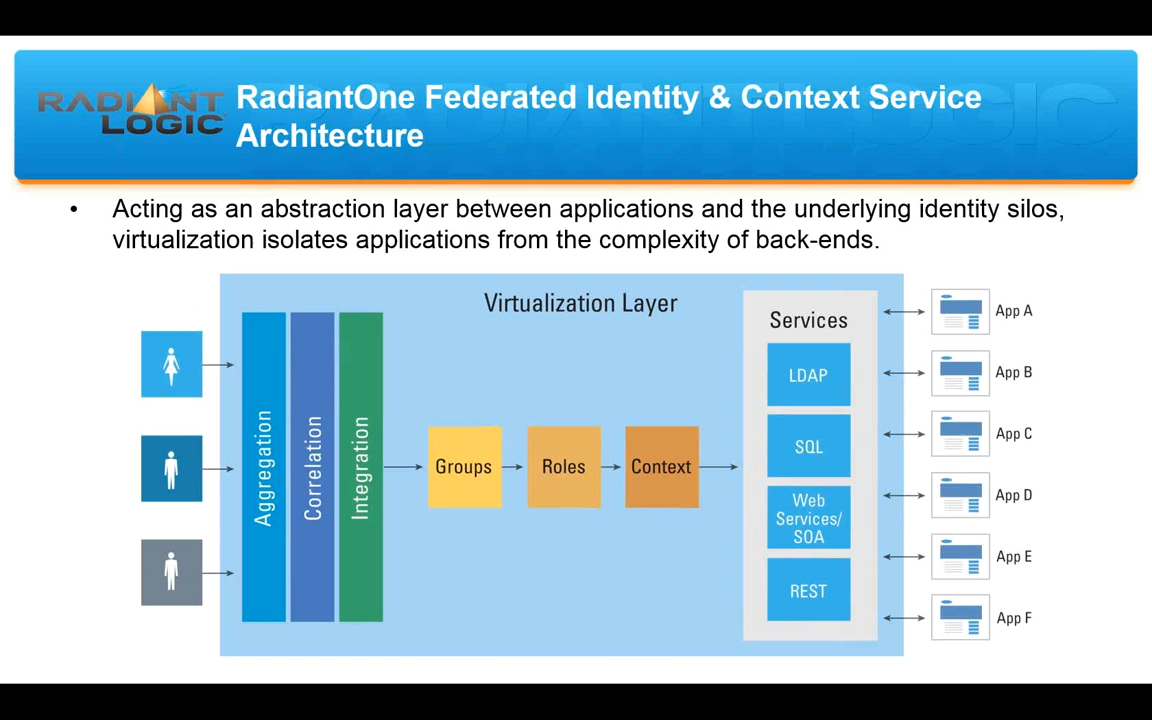 RADIANT
LOGIC
RadiantOne Federated Identity & Context Service
Architecture
• Acting as an abstraction layer between applications and the underlying identity silos,
virtualization isolates applications from the complexity of back-ends.
Virtualization Layer
Aggregation
Correlation
Integration
Groups
Roles
Context
Services
LDAP
SQL
Web
Services/
SOA
REST
App A
App B
App C
App D
App E
App F